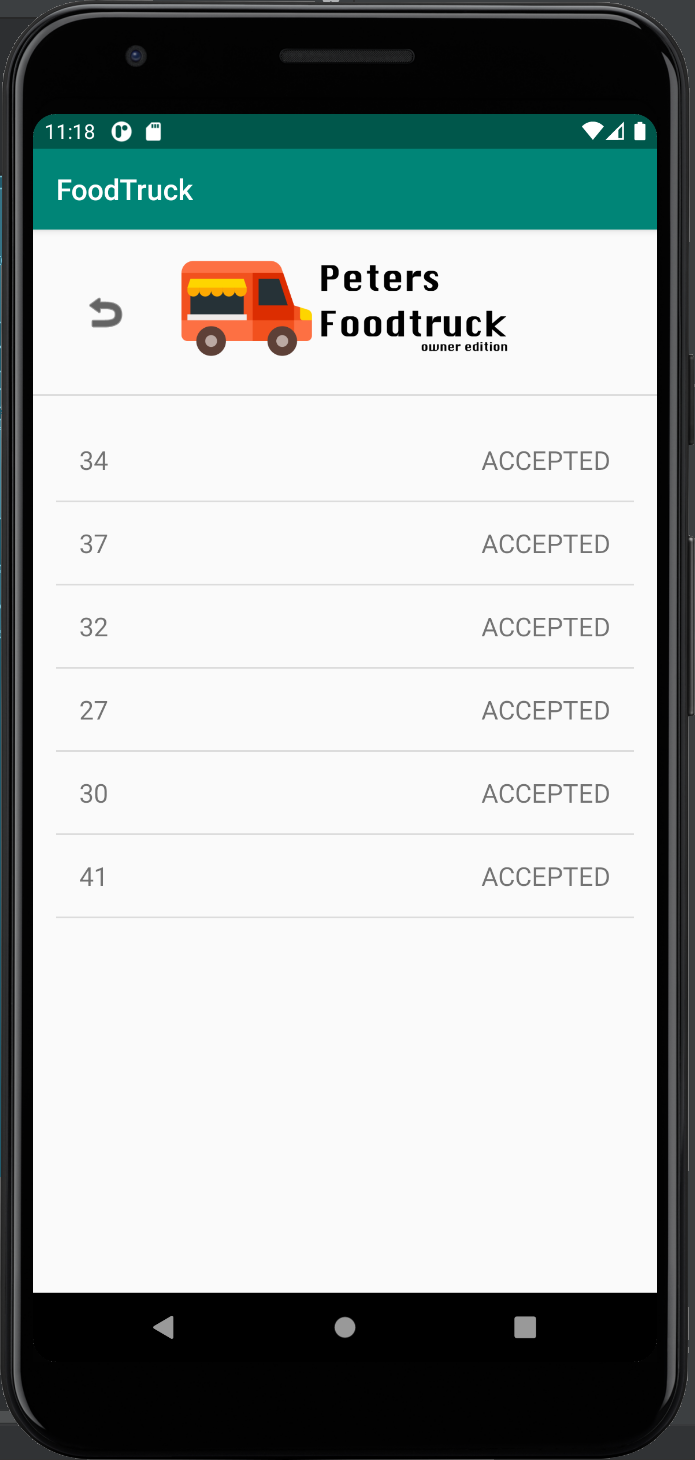 11:18
FoodTruck
Peters
Foodtruck
owner edition
34 ACCEPTED
37 ACCEPTED
32 ACCEPTED
27 ACCEPTED
30 ACCEPTED
41 ACCEPTED